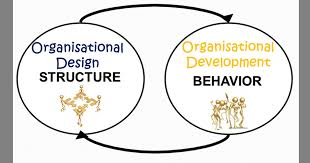 Organisational
Design
STRUCTURE
Organisational
Development
BEHAVIOR